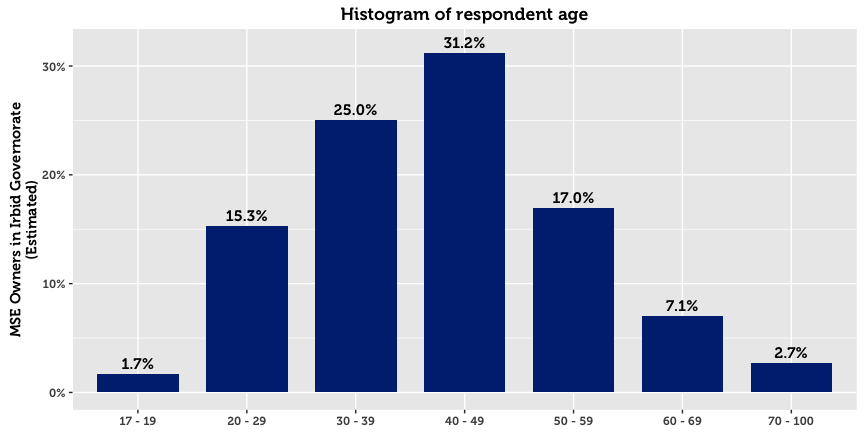 Histogram of respondent age
MSE Owners in Irbid Governorate
(Estimated)
30%
20%
10%
0%
1.7%
15.3%
25.0%
31.2%
17.0%
7.1%
2.7%
17 - 19
20 - 29
30 - 39
40 - 49
50 - 59
60 - 69
70 - 100